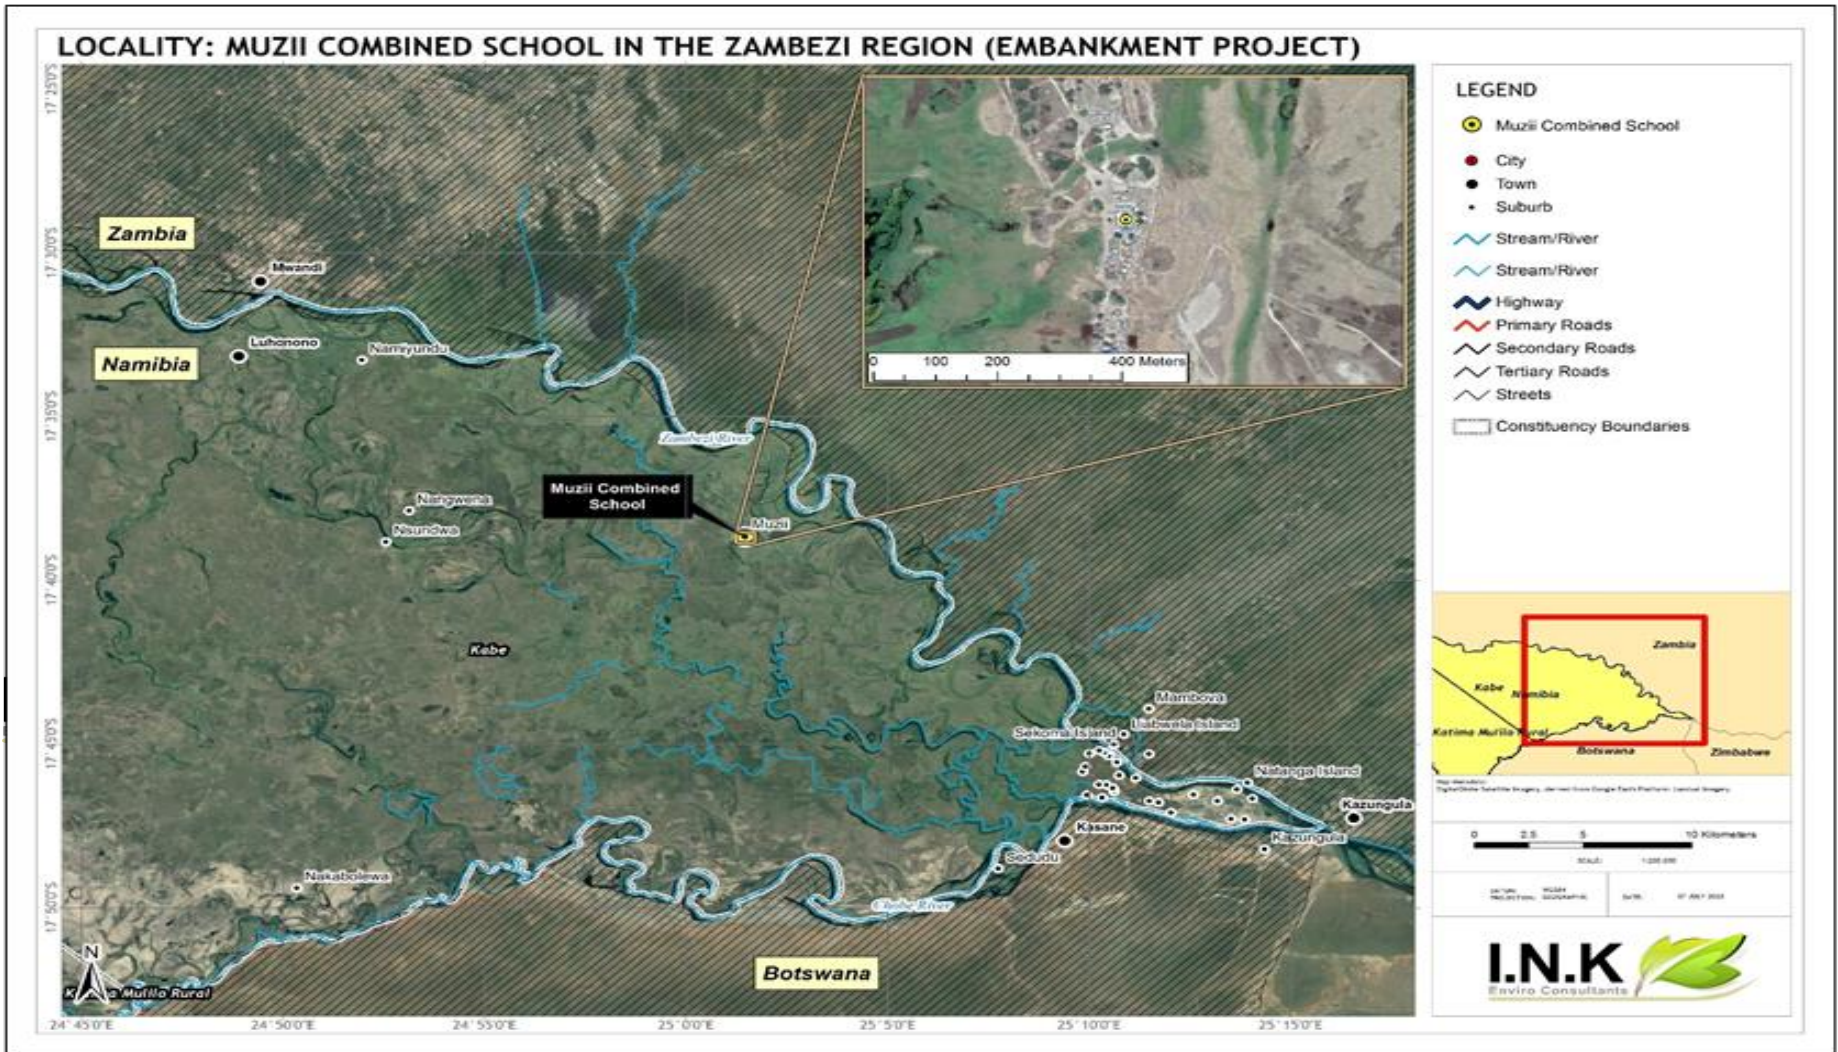 LOCALITY: MUZII COMBINED SCHOOL IN THE ZAMBEZI REGION (EMBANKMENT PROJECT)
Zambia
Mwandi
Namibia
Luhonono
Namiyundu
Zambezi River
Muzii Combined
School
Muzii
Nangwena
Nsundwa
Kabe
Mambova
Sekoma Island
Natanga Island
Kazungula
Kasane
Kazungula
Sedudu
Nakabolewa
Chobe River
Botswana
N
Mulilo Rural
0 100 200 400 Meters
17°25'0"S
17°30'0"S
17°35'0"S
17°40'0"S
17°45'0"S
17°50'0"S
24°45'0"E
24°50'0"E
24°55'0"E
25°0'0"E
25°5'0"E
25°10'0"E
25°15'0"E
LEGEND
Muzii Combined School
City
Town
Suburb
Stream/River
Stream/River
Highway
Primary Roads
Secondary Roads
Tertiary Roads
Streets
Constituency Boundaries
Zambia
Kabe
Namibia
Katima Mulilo Rural
Botswana
Zimbabwe
0 2.5 5 10 Kilometers
SCALE:
DATE:
I.N.K
Enviro Consultants